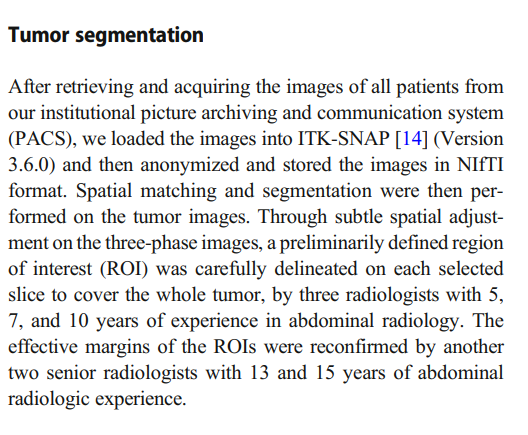 Tumor segmentation
After retrieving and acquiring the images of all patients from
our institutional picture archiving and communication system
(PACS), we loaded the images into ITK-SNAP [14] (Version
3.6.0) and then anonymized and stored the images in NIfTI
format. Spatial matching and segmentation were then per-
formed on the tumor images. Through subtle spatial adjust-
ment on the three-phase images, a preliminarily defined region
of interest (ROI) was carefully delineated on each selected
slice to cover the whole tumor, by three radiologists with 5,
7, and 10 years of experience in abdominal radiology. The
effective margins of the ROIs were reconfirmed by another
two senior radiologists with 13 and 15 years of abdominal
radiologic experience.